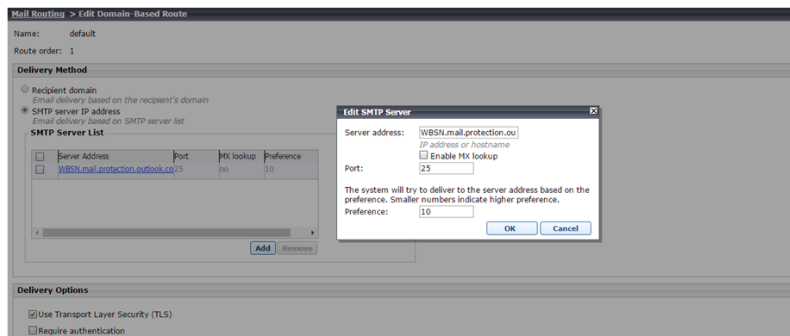 Mail Routing > Edit Domain-Based Route
Name: default
Route order: 1
Delivery Method
Recipient domain
Email delivery based on the recipient's domain
SMTP server IP address
Email delivery based on SMTP server list
SMTP Server List
Server Address Port MX lookup Preference
WBSN.mail.protection.outlook.co 25 no 10
Add Remove
Edit SMTP Server
Server address: WBSN.mail.protection.ou
IP address or hostname
Enable MX lookup
Port: 25
The system will try to deliver to the server address based on the
preference. Smaller numbers indicate higher preference.
Preference: 10
OK Cancel
Delivery Options
Use Transport Layer Security (TLS)
Require authentication